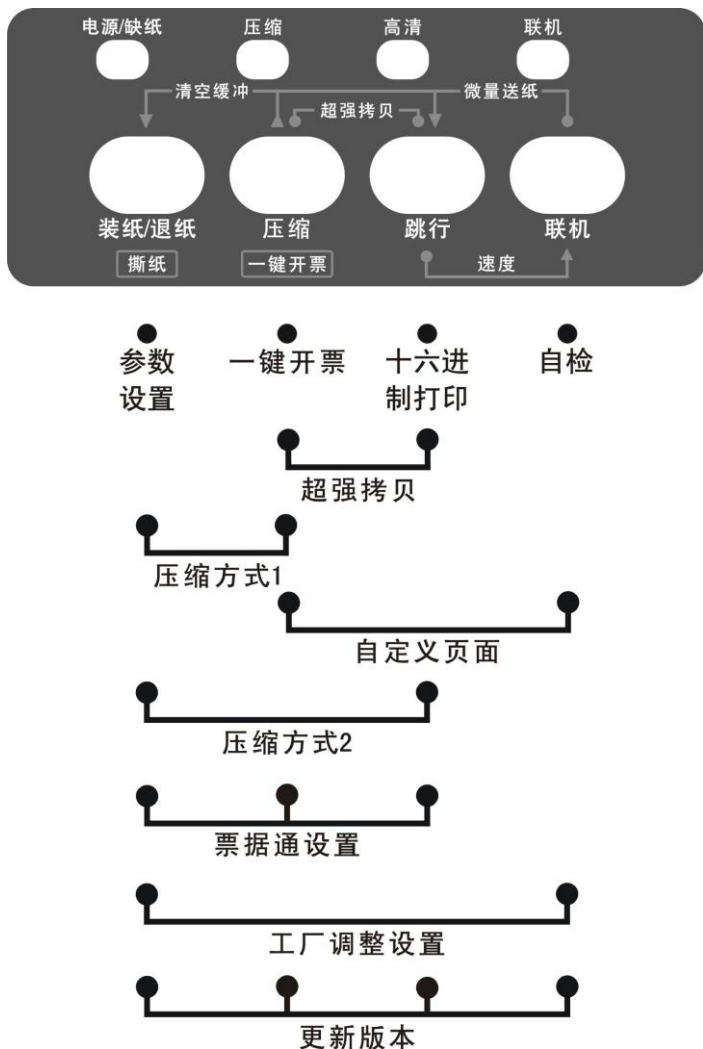 电源/缺纸 压缩 高清 联机
清空缓冲 微量送纸
超强拷贝
装纸/退纸 压缩 跳行 联机
撕纸 一键开票 速度
参数设置 一键开票 十六进制打印 自检
超强拷贝
压缩方式1
自定义页面
压缩方式2
票据通设置
工厂调整设置
更新版本